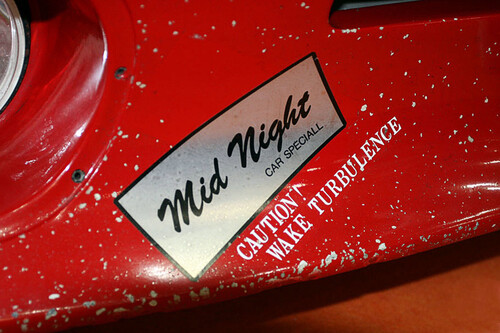 Mid Night
CAR SPECIALL
CAUTION!
WAKE TURBULENCE